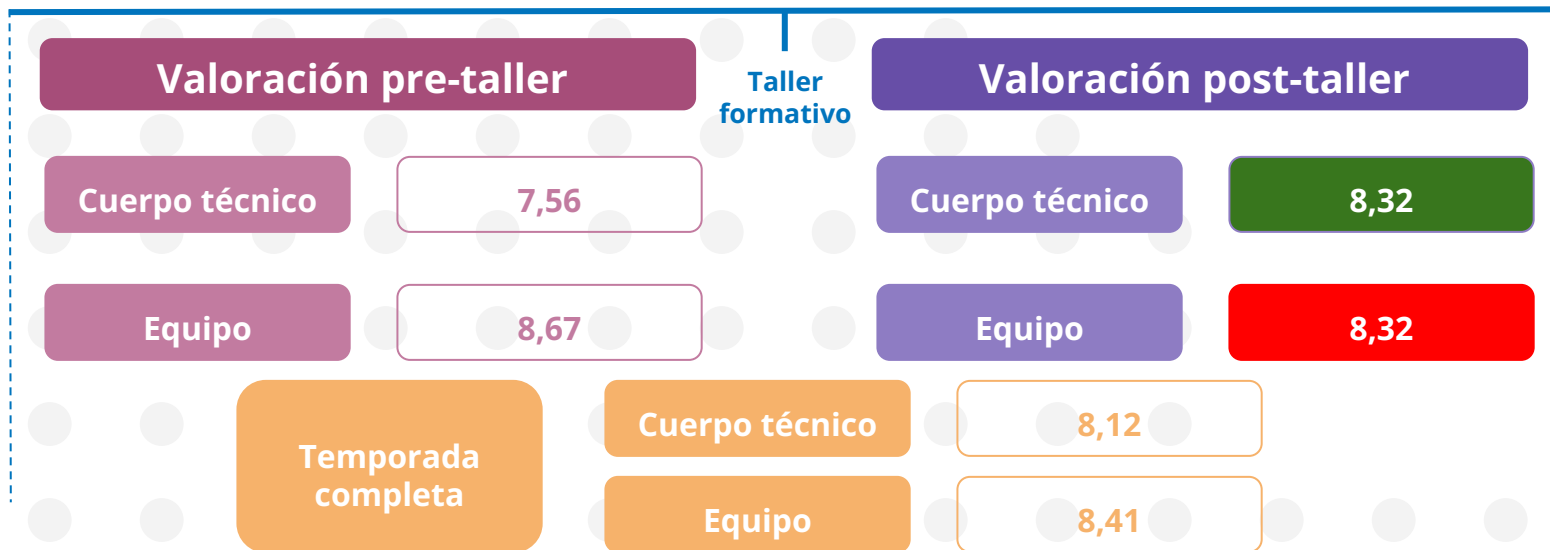 Valoración pre-taller
Taller
formativo
Valoración post-taller
Cuerpo técnico
7,56
Cuerpo técnico
8,32
Equipo
8,67
Equipo
8,32
Temporada
completa
Cuerpo técnico
8,12
Equipo
8,41